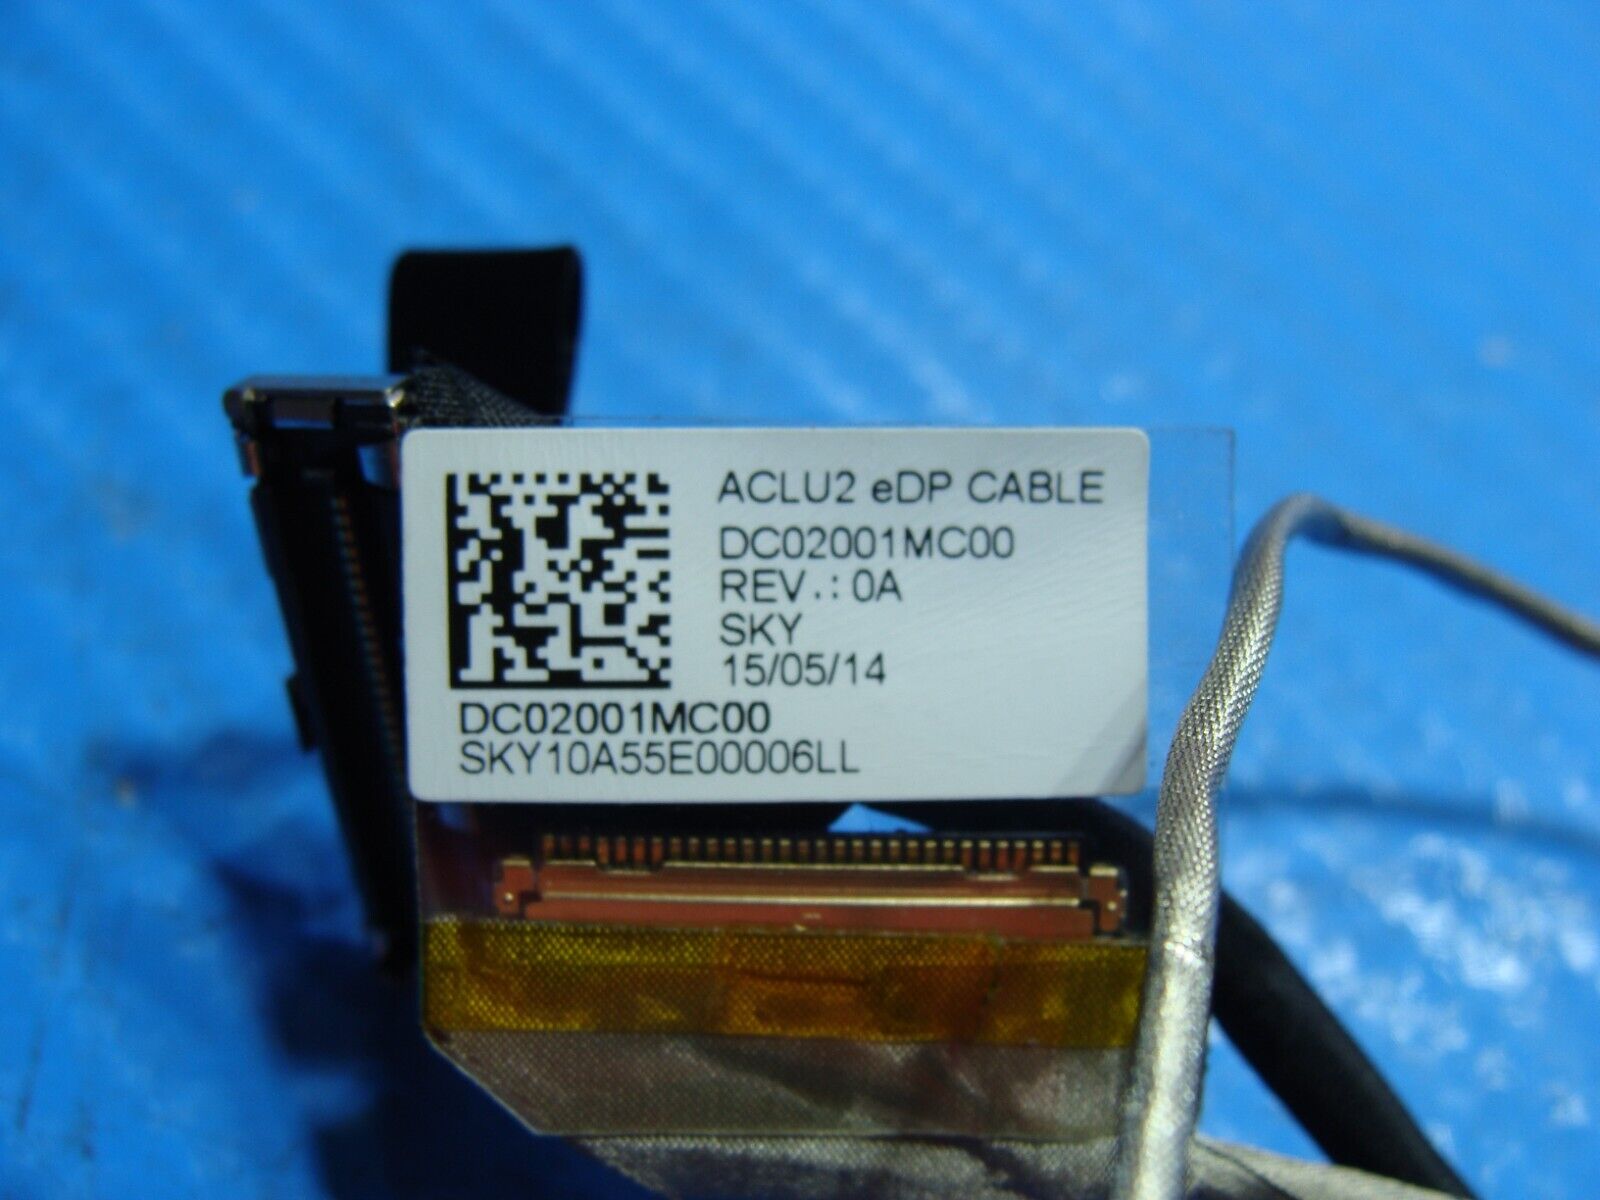 ACLU2 eDP CABLE
DC02001MC00
REV.: 0A
SKY
15/05/14
DC02001MC00
SKY10A55E00006LL